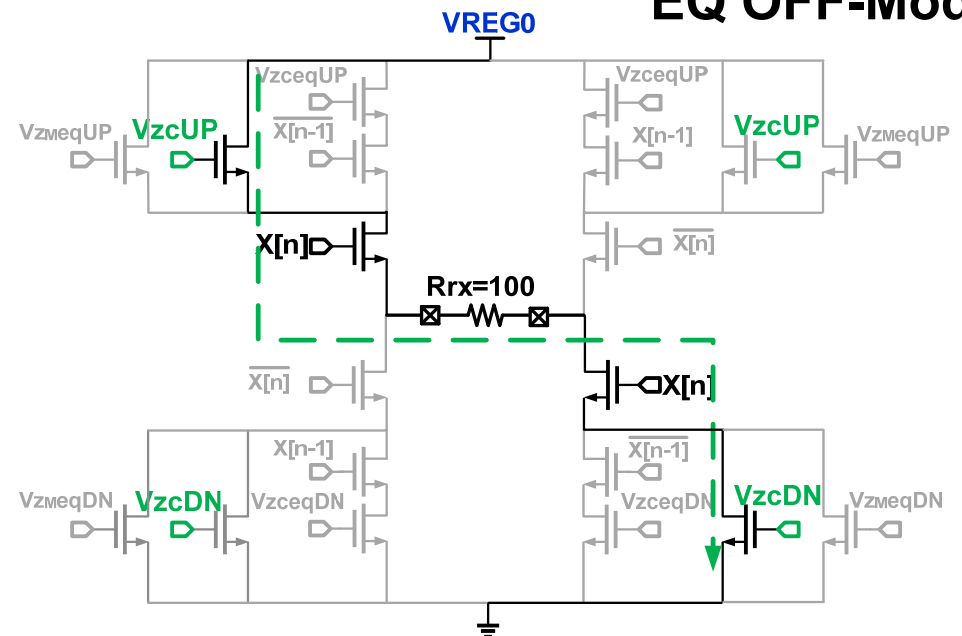 EQ OFF-Mod
VREG0
VzceqUP
VzceqUP
VzMeqUP
VzcUP
X[n-1]
X[n-1]
VzcUP
VzMeqUP
X[n]
X[n]
Rrx=100
X[n]
X[n]
X[n-1]
X[n-1]
VzMeqDN
VzcDN
VzceqDN
VzceqDN
VzcDN
VzMeqDN